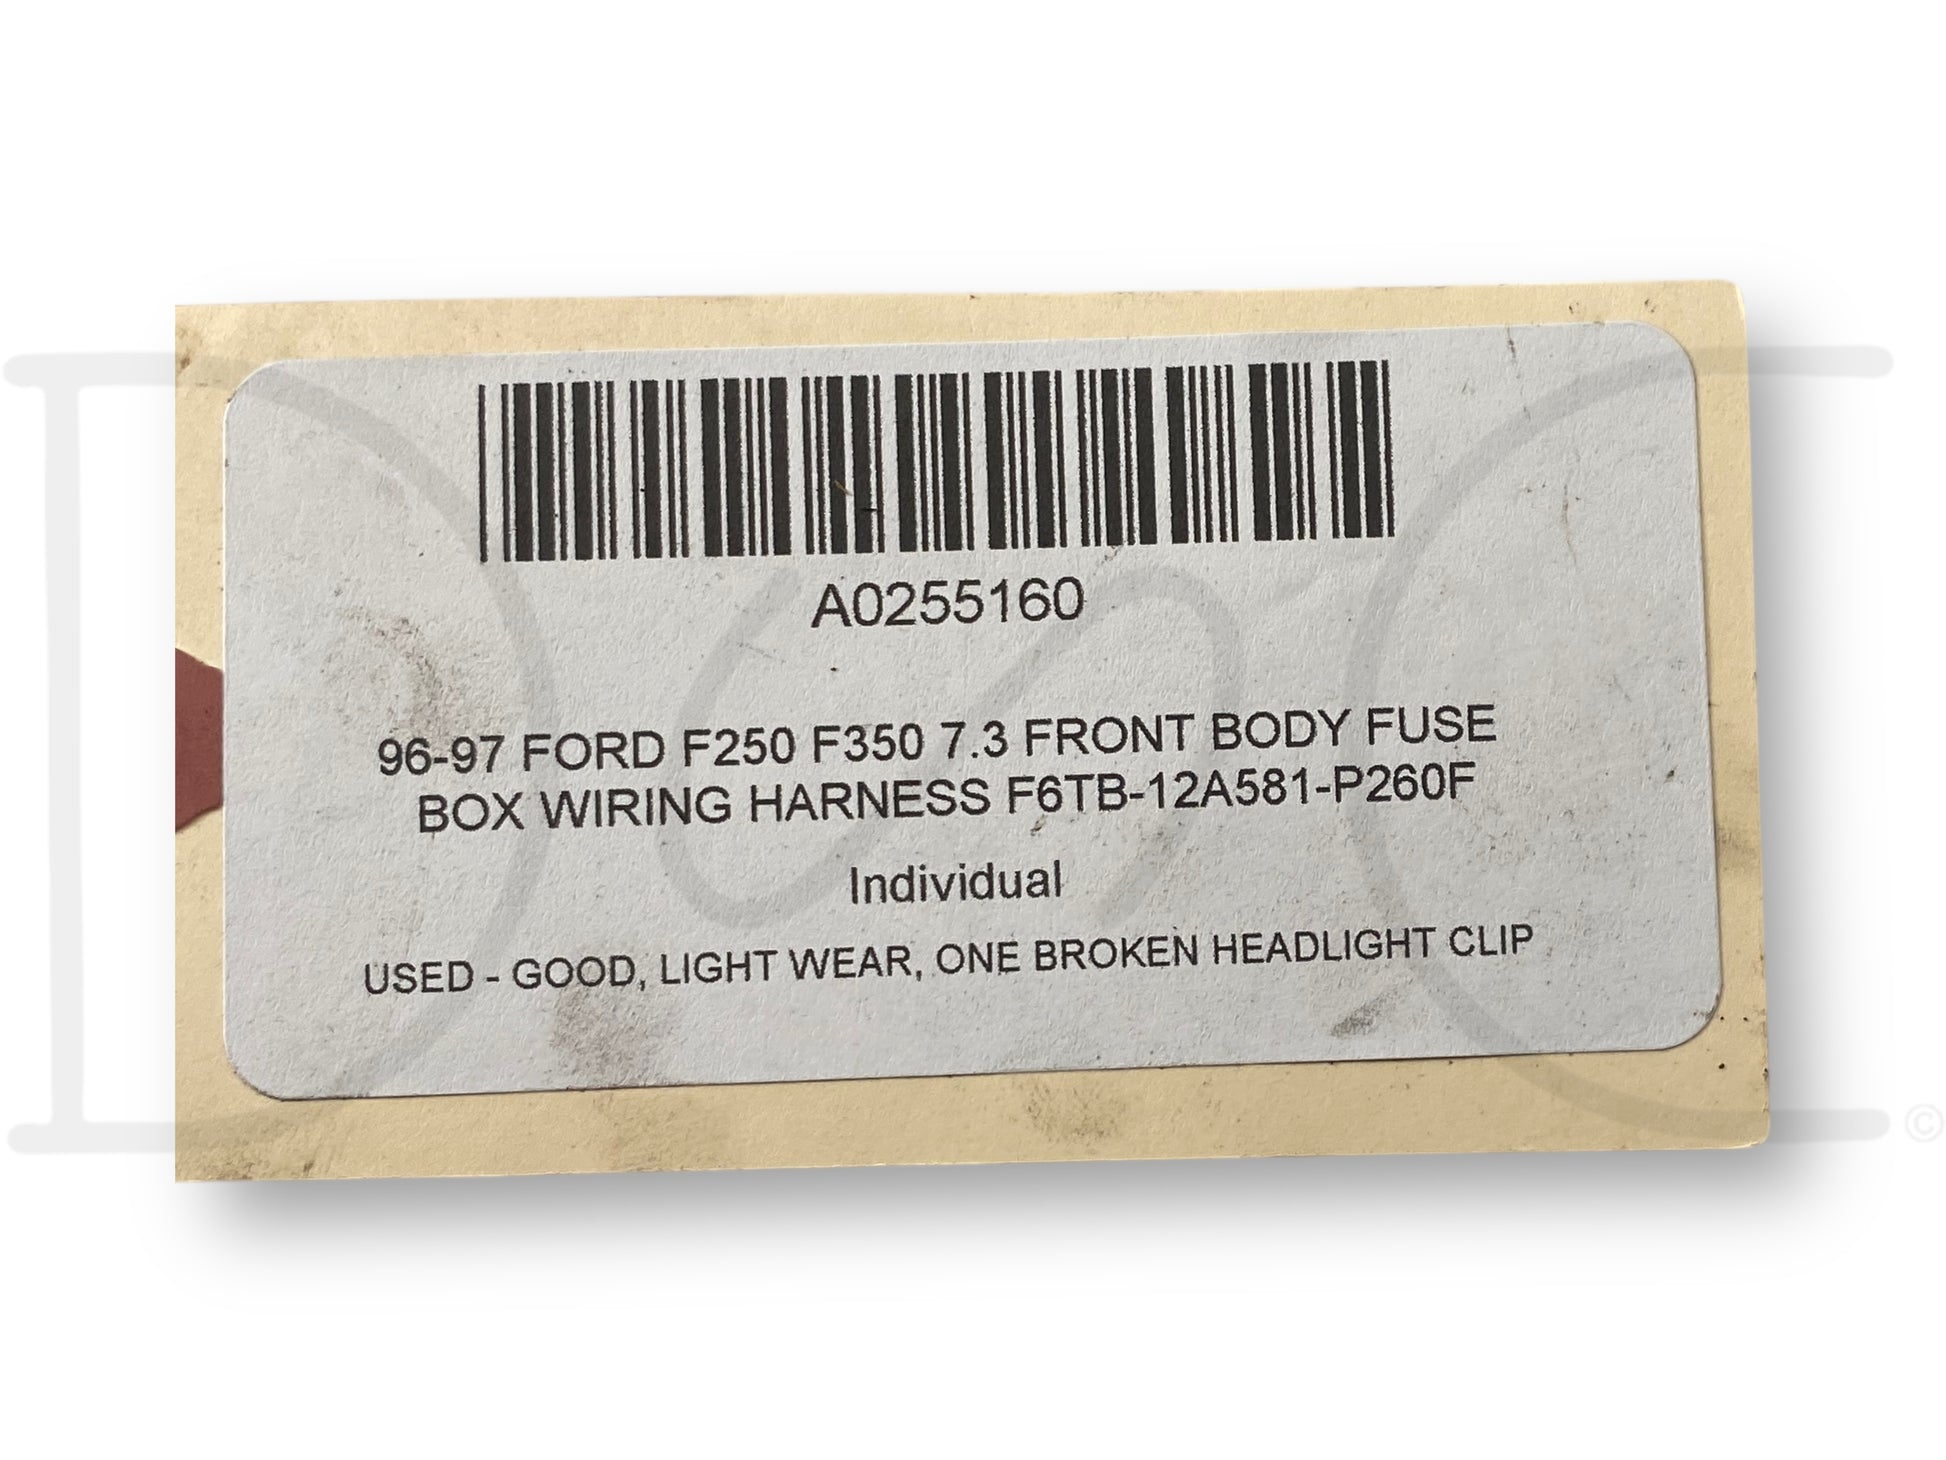 A0255160
96-97 FORD F250 F350 7.3 FRONT BODY FUSE
BOX WIRING HARNESS F6TB-12A581-P260F
Individual
USED - GOOD, LIGHT WEAR, ONE BROKEN HEADLIGHT CLIP
©